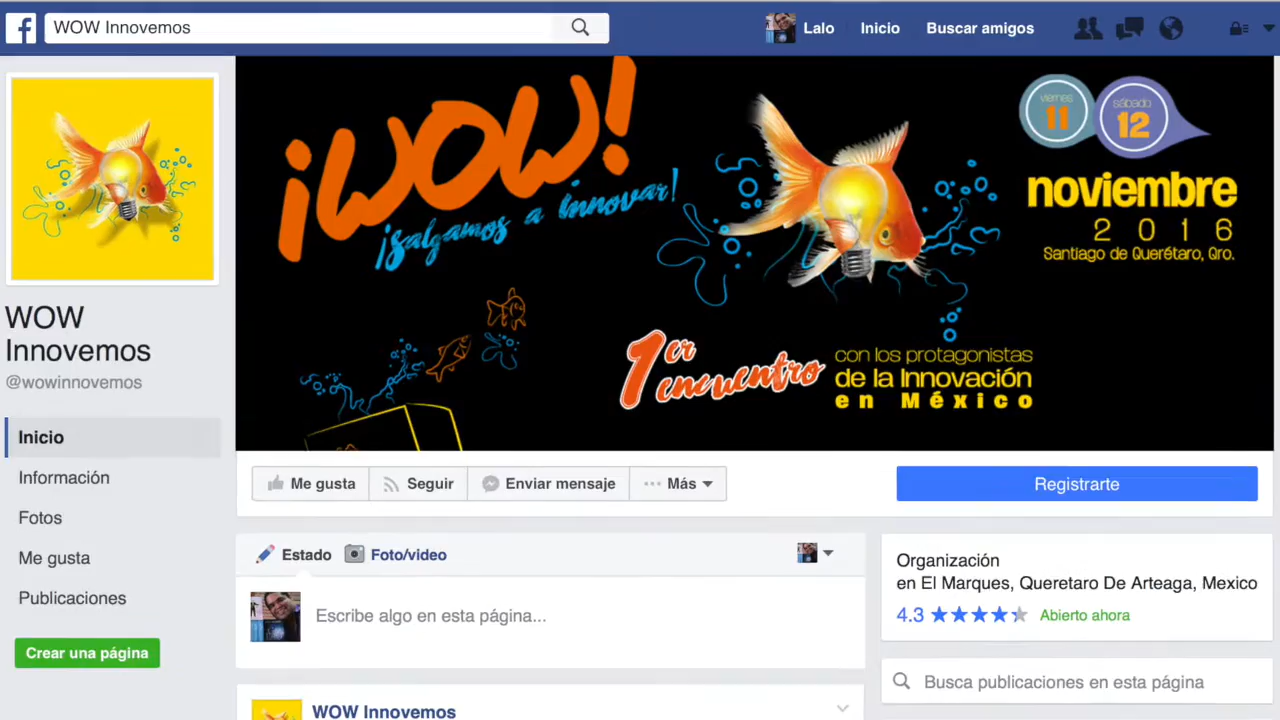 WOW Innovemos
Lalo
Inicio
Buscar amigos
¡WOW!
¡salgamos a innovar!
viernes
11
sábado
12
noviembre
2016
Santiago de Querétaro, Qro.
1er
encuentro
con los protagonistas
de la Innovación
en México
WOW
Innovemos
@wowinnovemos
Inicio
Información
Fotos
Me gusta
Publicaciones
Crear una página
Me gusta
Seguir
Enviar mensaje
Más
Registrarte
Estado
Foto/video
Escribe algo en esta página...
WOW Innovemos
Organización
en El Marques, Queretaro De Arteaga, Mexico
4.3
Abierto ahora
Busca publicaciones en esta página